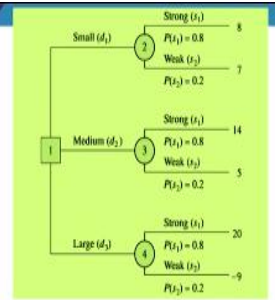 Strong (s₁)
8
Small (d₁)
P(s₁) = 0.8
2
Weak (s₂)
7
P(s₂) = 0.2
Strong (s₁)
14
Medium (d₂)
P(s₁) = 0.8
1
3
Weak (s₂)
5
P(s₂) = 0.2
Strong (s₁)
20
Large (d₃)
P(s₁) = 0.8
4
Weak (s₂)
-9
P(s₂) = 0.2